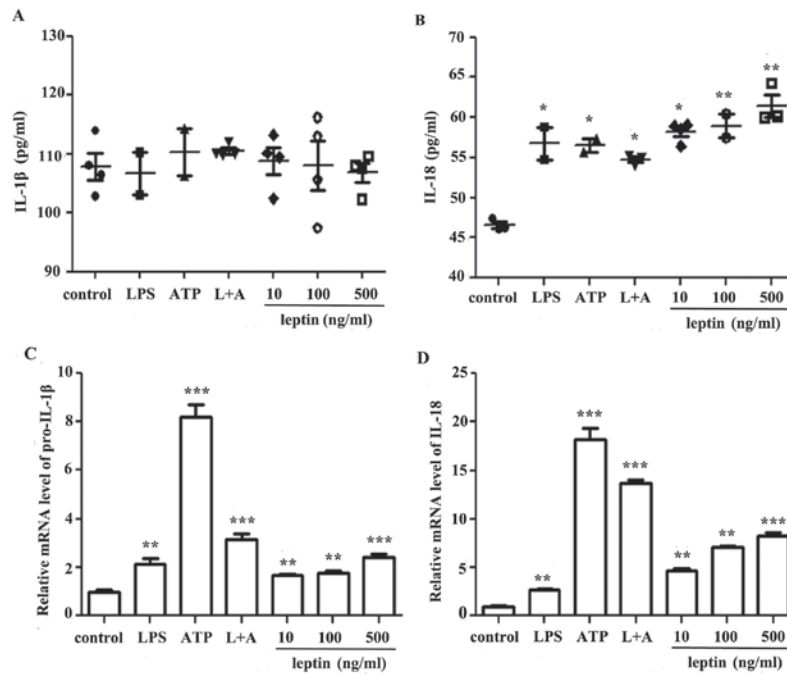 A
IL-1β
(pg/ml)
120
110
100
90
control LPS ATP L+A 10 100 500
leptin (ng/ml)
B
IL-18 (pg/ml)
65
60
55
50
45
40
* * * * ** **
control LPS ATP L+A 10 100 500
leptin (ng/ml)
C
Relative mRNA level of pro-IL-1β
10
8
6
4
2
0
** *** *** ** ** ***
control LPS ATP L+A 10 100 500
leptin (ng/ml)
D
Relative mRNA level of IL-18
25
20
15
10
5
0
** *** *** ** ** ***
control LPS ATP L+A 10 100 500
leptin (ng/ml)